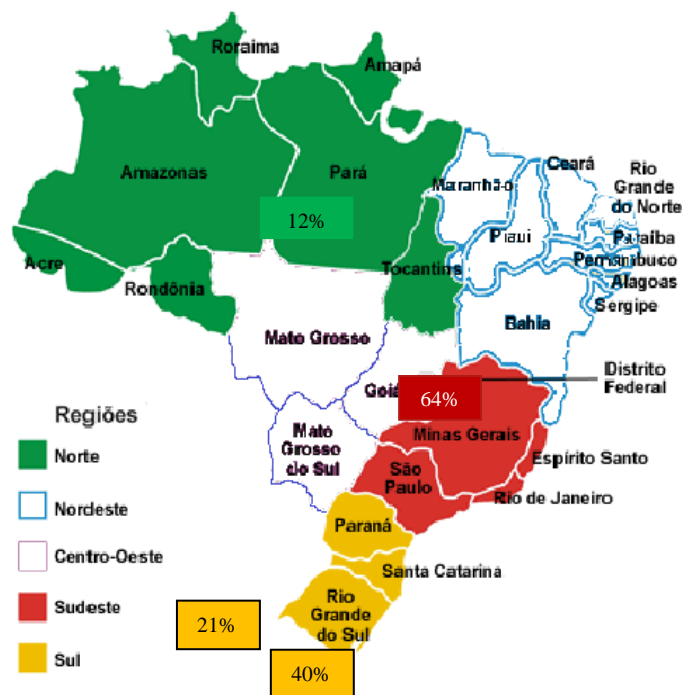 Roraima
Amapá
Amazonas
Pará
Maranhão
Ceará
Rio
Grande
do Norte
12%
Piauí
Paraíba
Pernambuco
Acre
Tocantins
Alagoas
Rondônia
Sergipe
Bahia
Mato Grosso
Distrito
Federal
Goiá
64%
Regiões
Minas Gerais
Mato
Grosso
do Sul
Norte
São
Paulo
Espírito Santo
Rio de Janeiro
Nordeste
Paraná
Centro-Oeste
Santa Catarina
Sudeste
Rio
Grande
do Sul
21%
Sul
40%